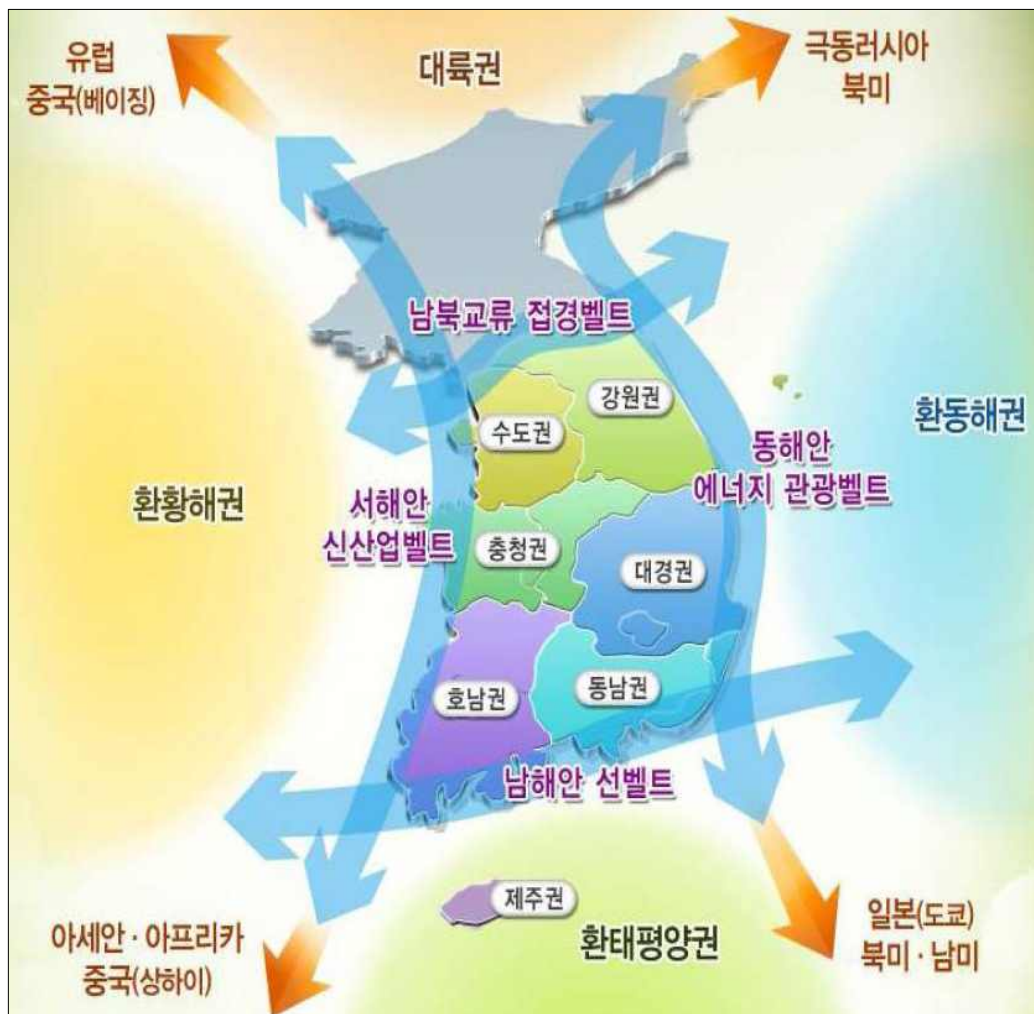 유럽
중국(베이징)
대륙권
극동러시아
북미
남북교류 접경벨트
강원권
수도권
환동해권
동해안
에너지 관광벨트
환황해권
서해안
신산업벨트
충청권
대경권
호남권
동남권
남해안 선벨트
제주권
환태평양권
아세안 · 아프리카
중국(상하이)
일본(도쿄)
북미 · 남미